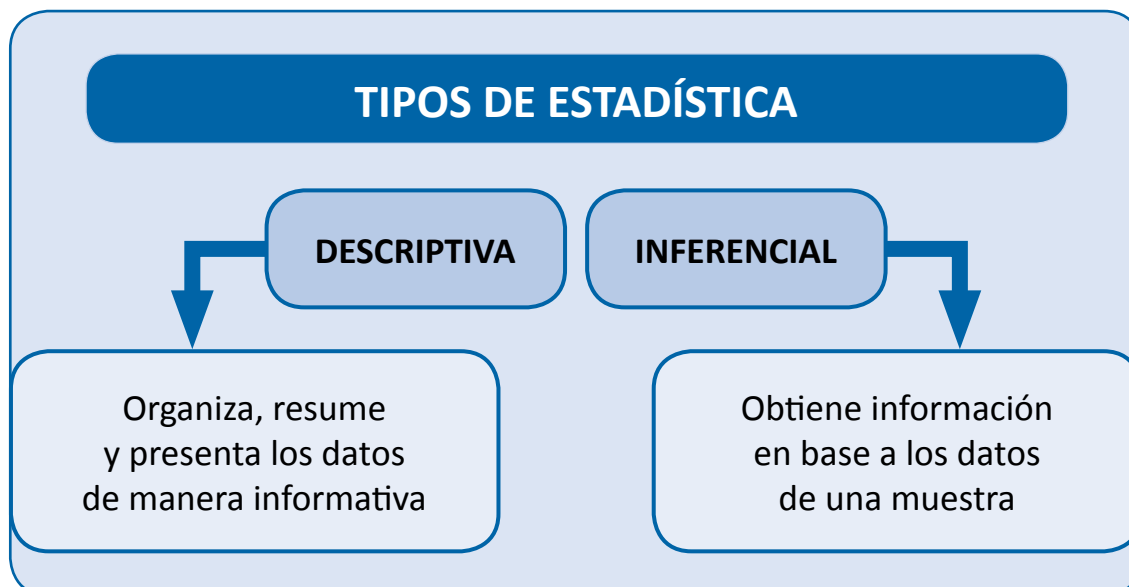 TIPOS DE ESTADÍSTICA
DESCRIPTIVA
INFERENCIAL
Organiza, resume
y presenta los datos
de manera informativa
Obtiene información
en base a los datos
de una muestra